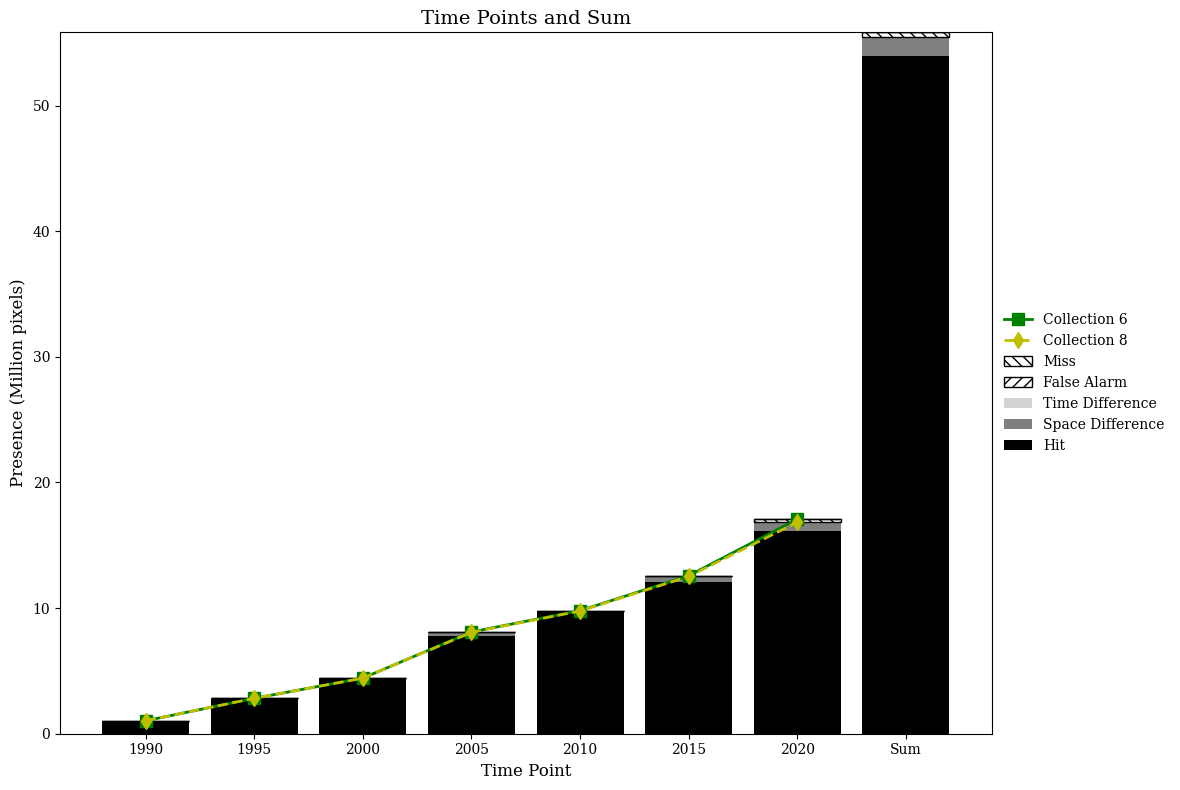 Time Points and Sum
Presence (Million pixels)
50
40
30
20
10
0
1990 1995 2000 2005 2010 2015 2020 Sum
Time Point
Collection 6
Collection 8
Miss
False Alarm
Time Difference
Space Difference
Hit